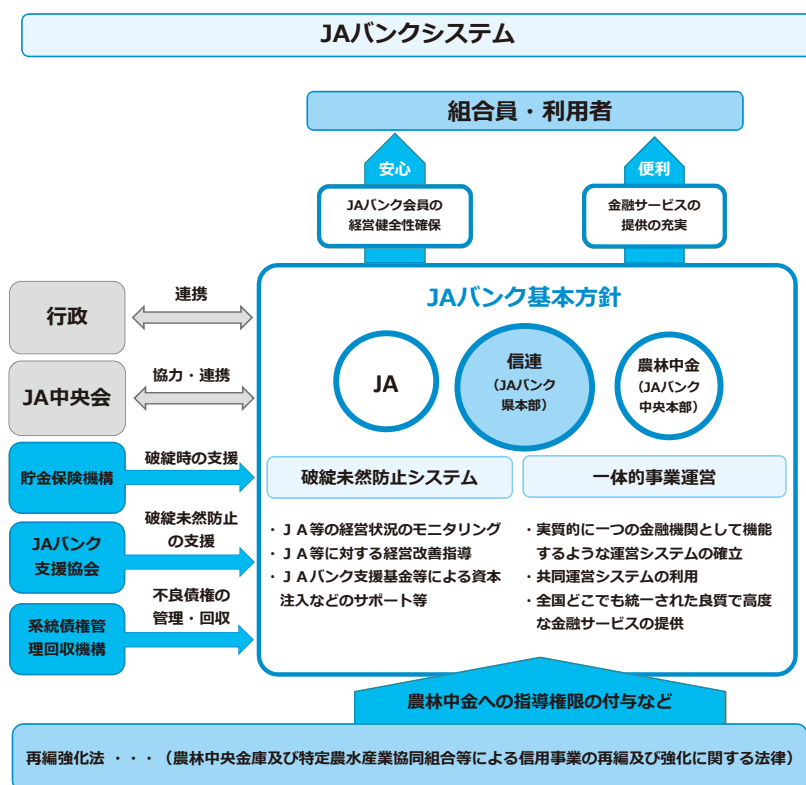 JAバンクシステム
組合員・利用者
安心
便利
JAバンク会員の
経営健全性確保
金融サービスの
提供の充実
JAバンク基本方針
行政
連携
JA
信連
(JAバンク
県本部)
農林中金
(JAバンク
中央本部)
JA中央会
協力・連携
貯金保険機構
破綻時の支援
破綻未然防止システム
一体的事業運営
JAバンク
支援協会
破綻未然防止
の支援
・ＪＡ等の経営状況のモニタリング
・ＪＡ等に対する経営改善指導
・ＪＡバンク支援基金等による資本
注入などのサポート等
・実質的に一つの金融機関として機能
するような運営システムの確立
・共同運営システムの利用
・全国どこでも統一された良質で高度
な金融サービスの提供
系統債権管
理回収機構
不良債権の
管理・回収
農林中金への指導権限の付与など
再編強化法 ・・・（農林中央金庫及び特定農水産業協同組合等による信用事業の再編及び強化に関する法律）